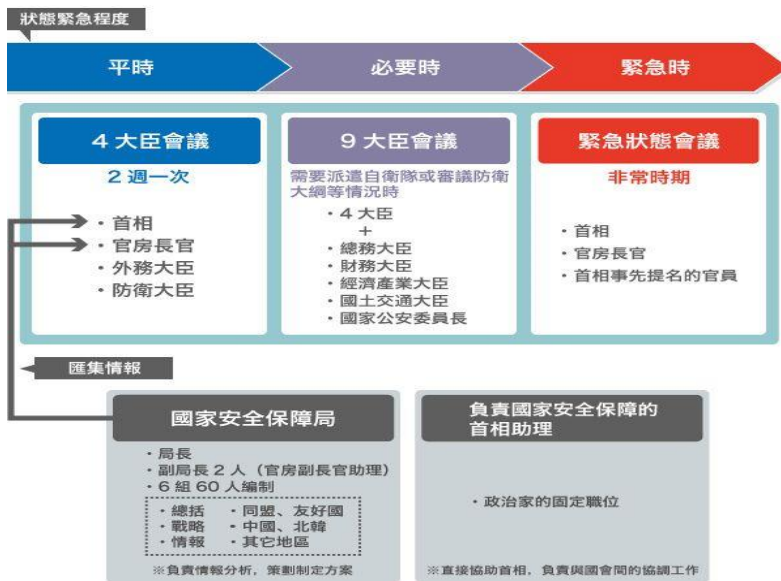 狀態緊急程度
平時
必要時
緊急時
4 大臣會議
2 週一次
・首相
・官房長官
・外務大臣
・防衛大臣
9 大臣會議
需要派遣自衛隊或審議防衛
大綱等情況時
・4 大臣
+
・總務大臣
・財務大臣
・經濟產業大臣
・國土交通大臣
・國家公安委員長
緊急狀態會議
非常時期
・首相
・官房長官
・首相事先提名的官員
匯集情報
國家安全保障局
・局長
・副局長 2 人（官房副長官助理）
・6 組 60 人編制
・總括 ・同盟、友好國
・戰略 ・中國、北韓
・情報 ・其它地區
※負責情報分析，策劃制定方案
負責國家安全保障的
首相助理
・政治家的固定職位
※直接協助首相，負責與國會間的協調工作